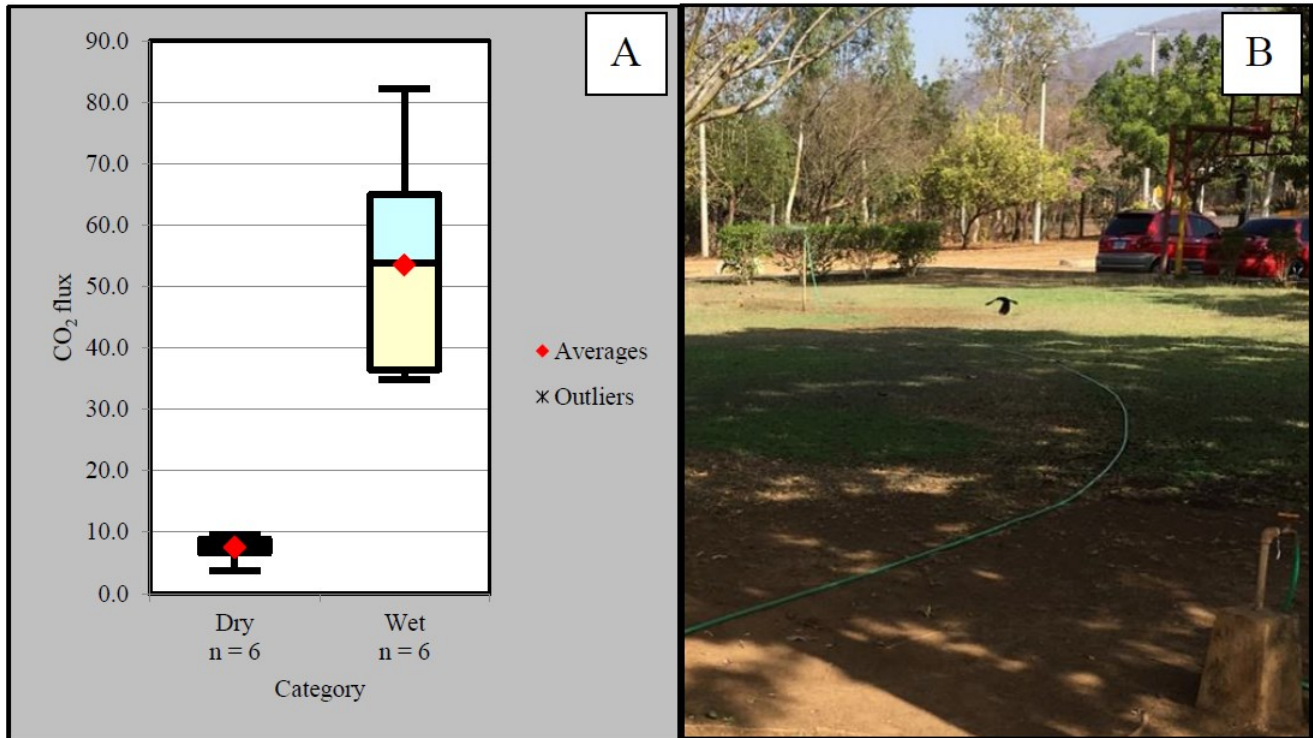 A
90.0
80.0
70.0
60.0
50.0
40.0
30.0
20.0
10.0
0.0
CO₂ flux
Dry
n = 6
Wet
n = 6
Category
Averages
Outliers
B